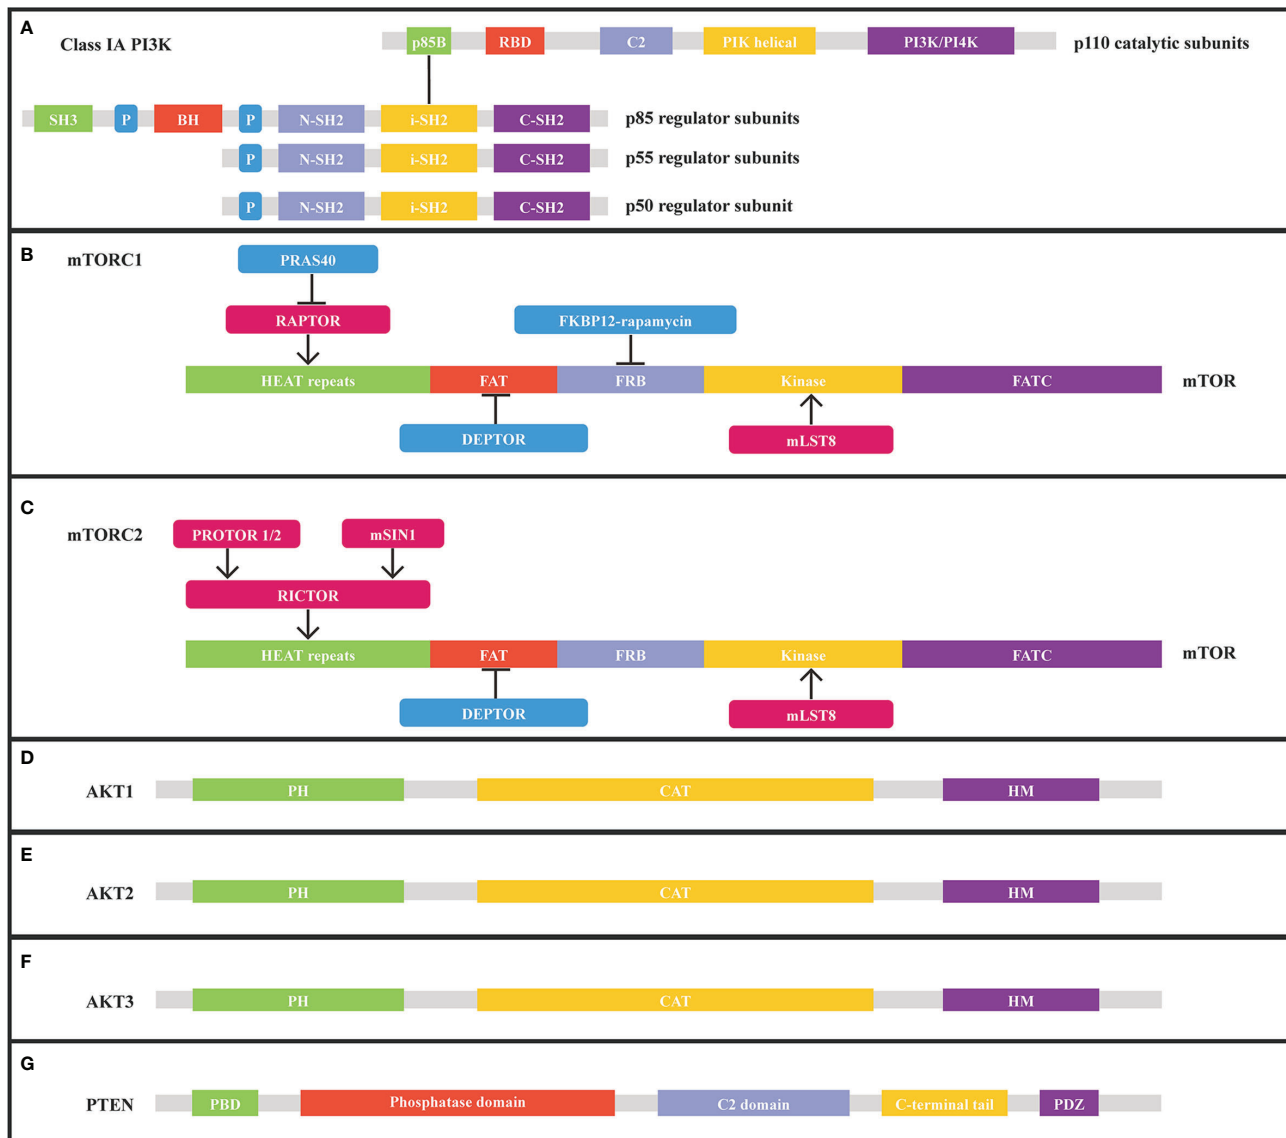 A
Class IA PI3K
p85B RBD C2 PIK helical PI3K/PI4K p110 catalytic subunits
SH3 P BH P N-SH2 i-SH2 C-SH2 p85 regulator subunits
P N-SH2 i-SH2 C-SH2 p55 regulator subunits
P N-SH2 i-SH2 C-SH2 p50 regulator subunit
B
mTORC1
PRAS40
RAPTOR FKBP12-rapamycin
HEAT repeats FAT FRB Kinase FATC mTOR
DEPTOR mLST8
C
mTORC2
PROTOR 1/2 mSIN1
RICTOR
HEAT repeats FAT FRB Kinase FATC mTOR
DEPTOR mLST8
D
AKT1 PH CAT HM
E
AKT2 PH CAT HM
F
AKT3 PH CAT HM
G
PTEN PBD Phosphatase domain C2 domain C-terminal tail PDZ